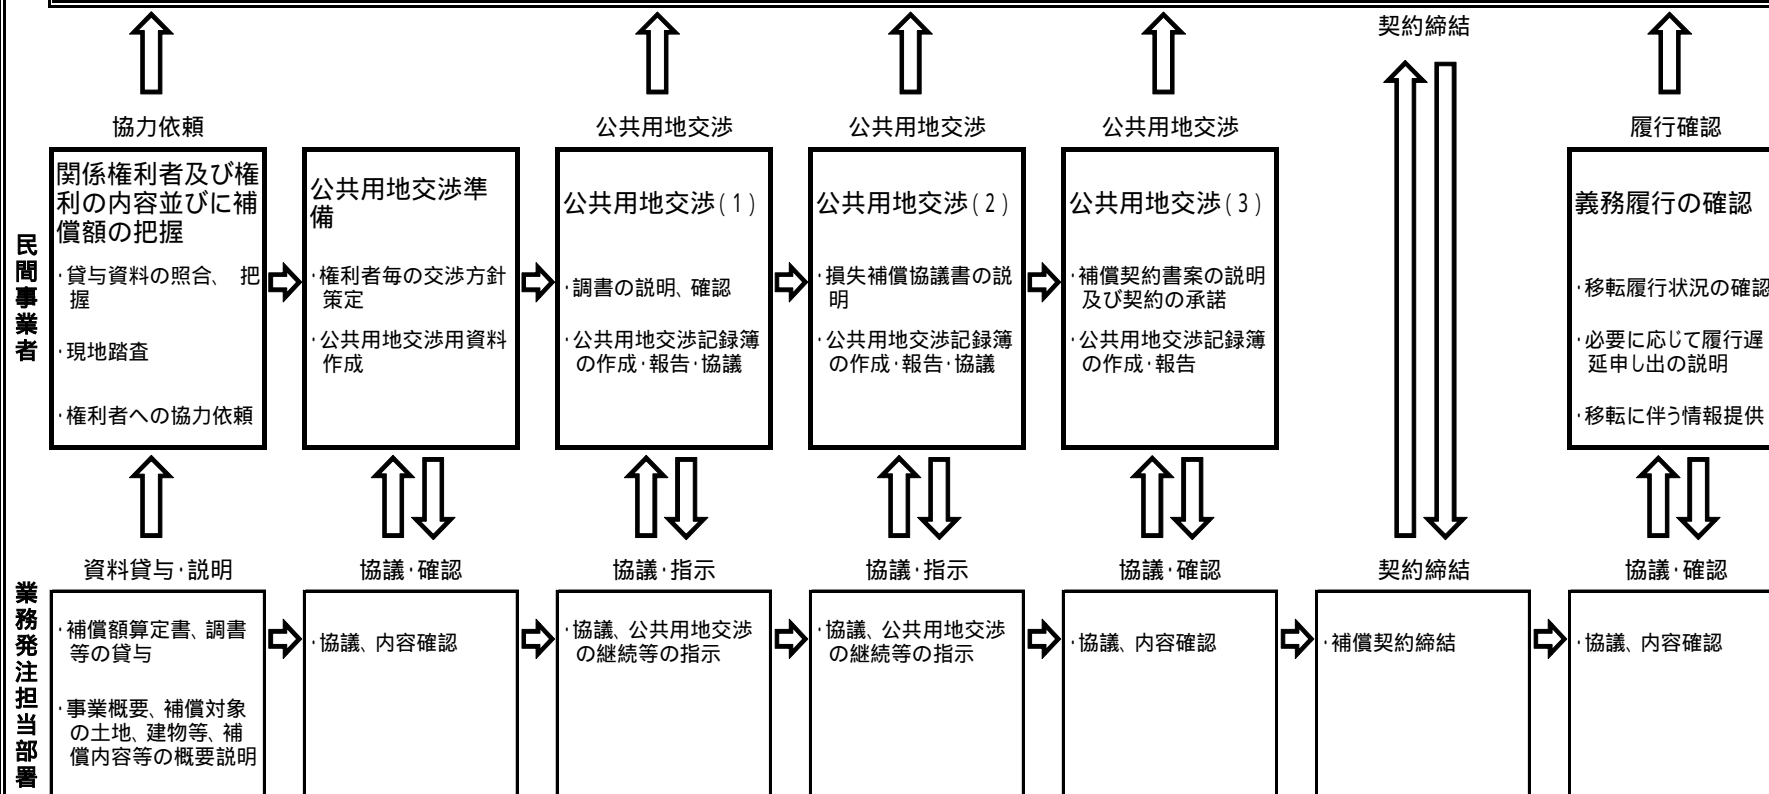 契約締結
協力依頼
公共用地交渉
公共用地交渉
公共用地交渉
履行確認
民間事業者
関係権利者及び権
利の内容並びに補
償額の把握
・貸与資料の照合、 把
握
・現地踏査
・権利者への協力依頼
公共用地交渉準
備
・権利者毎の交渉方針
策定
・公共用地交渉用資料
作成
公共用地交渉(1)
・調書の説明、確認
・公共用地交渉記録簿
の作成・報告・協議
公共用地交渉(2)
・損失補償協議書の説
明
・公共用地交渉記録簿
の作成・報告・協議
公共用地交渉(3)
・補償契約書案の説明
及び契約の承諾
・公共用地交渉記録簿
の作成・報告
義務履行の確認
・移転履行状況の確認
・必要に応じて履行遅
延申し出の説明
・移転に伴う情報提供
資料貸与・説明
協議・確認
協議・指示
協議・指示
協議・確認
契約締結
協議・確認
業務発注担当部署
・補償額算定書、調書
等の貸与
・事業概要、補償対象
の土地、建物等、補
償内容等の概要説明
・協議、内容確認
・協議、公共用地交渉
の継続等の指示
・協議、公共用地交渉
の継続等の指示
・協議、内容確認
・補償契約締結
・協議、内容確認